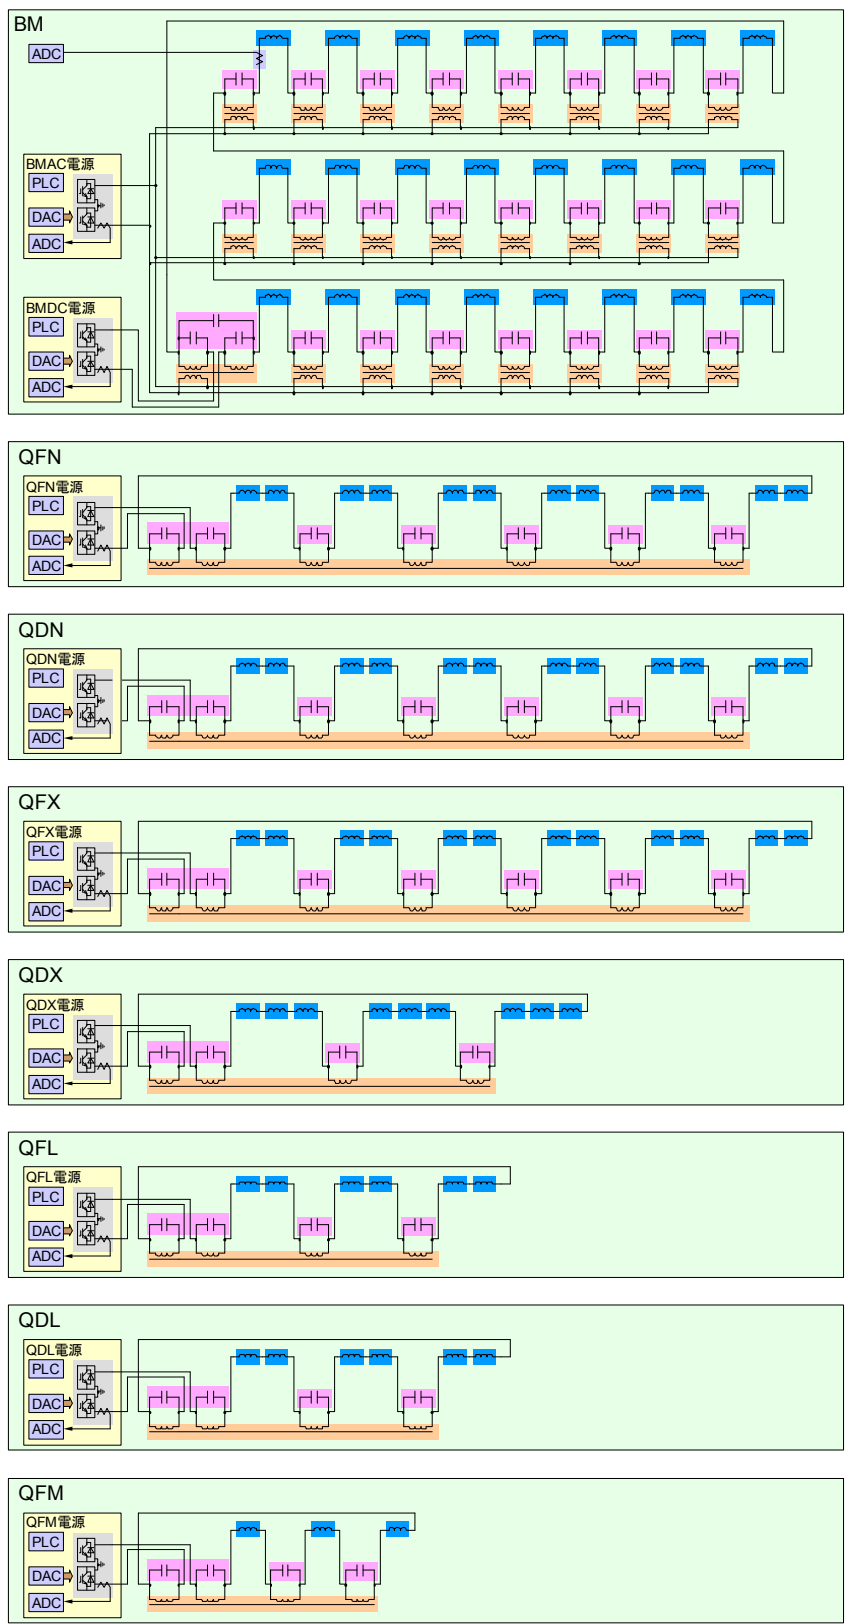 BM
ADC
BMAC電源
PLC
DAC
ADC
BMDC電源
PLC
DAC
ADC
QFN
QFN電源
PLC
DAC
ADC
QDN
QDN電源
PLC
DAC
ADC
QFX
QFX電源
PLC
DAC
ADC
QDX
QDX電源
PLC
DAC
ADC
QFL
QFL電源
PLC
DAC
ADC
QDL
QDL電源
PLC
DAC
ADC
QFM
QFM電源
PLC
DAC
ADC